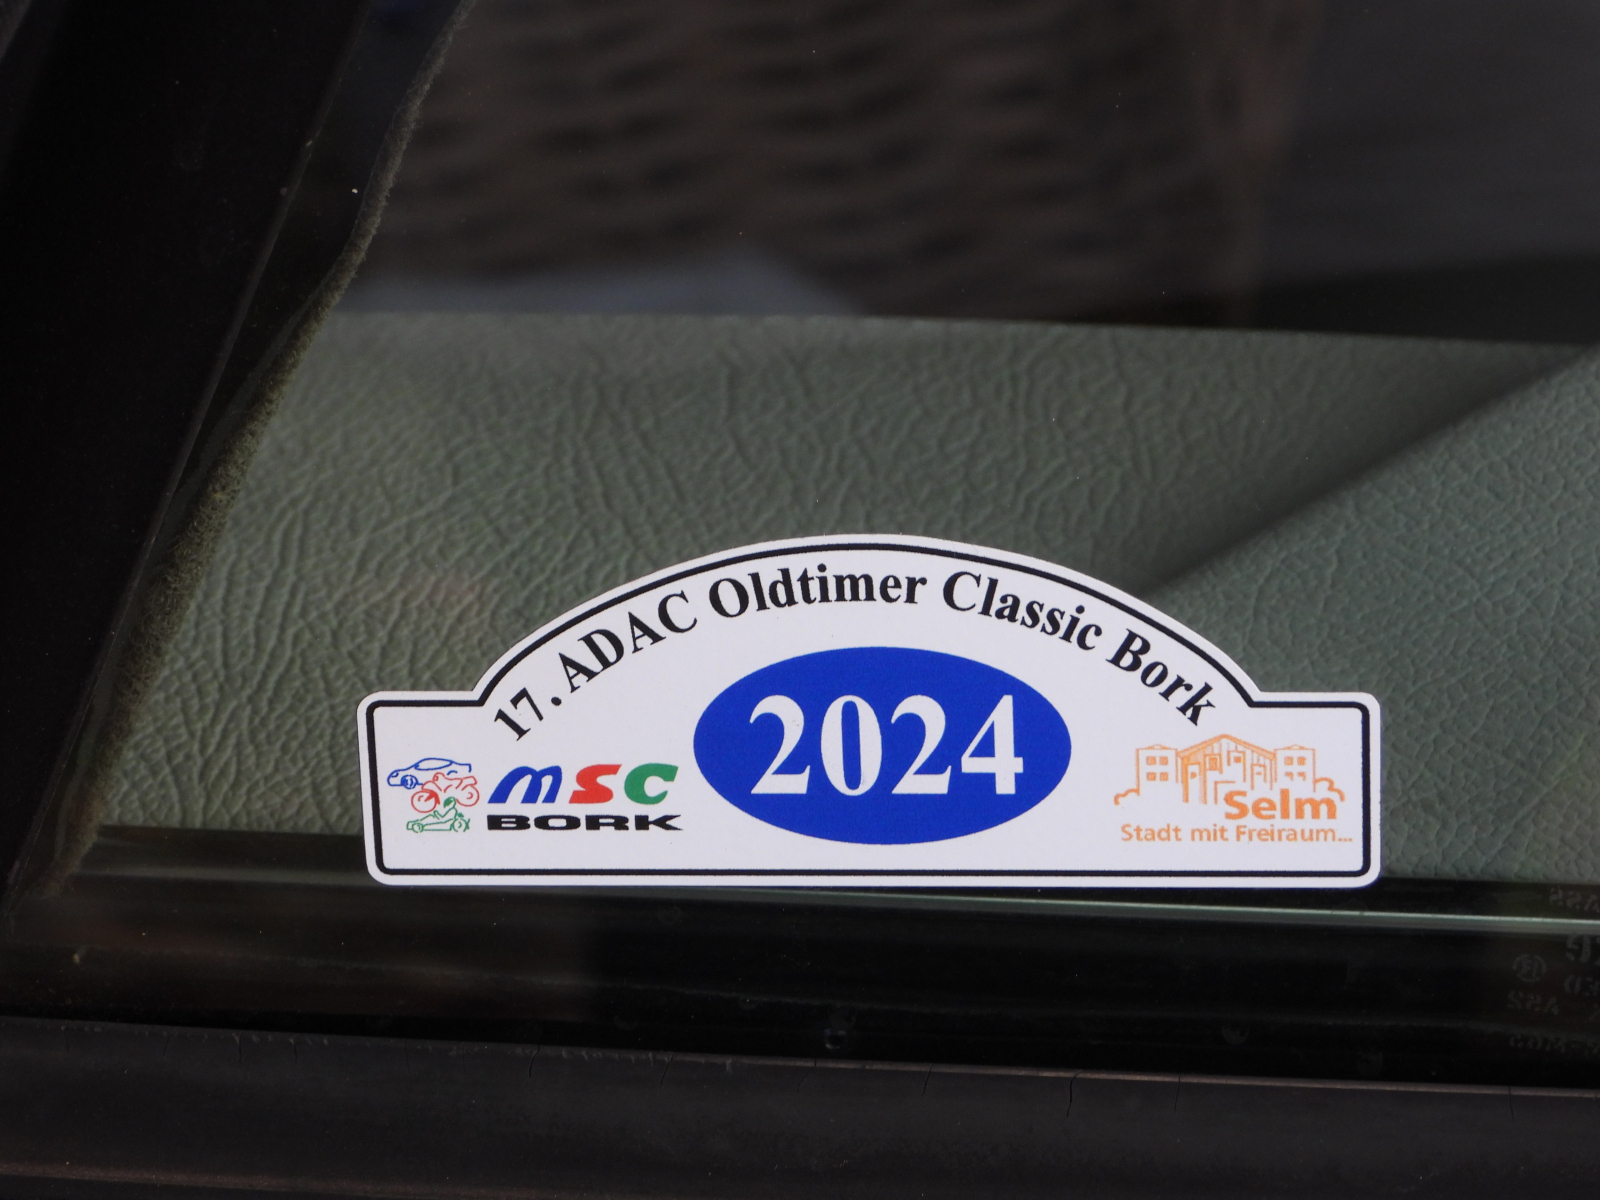 17. ADAC Oldtimer Classic Bork
2024
MSC
BORK
Selm
Stadt mit Freiraum...